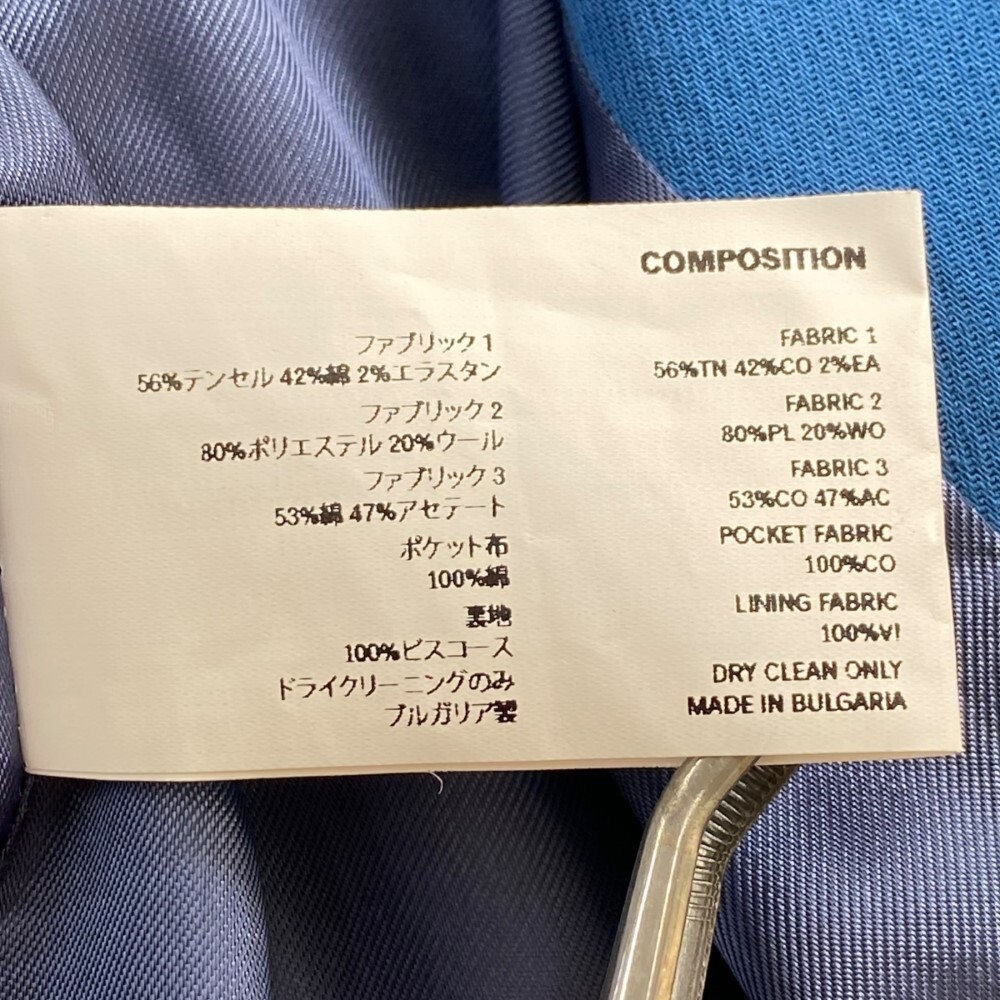 COMPOSITION
ファブリック 1
56%テンセル 42%綿 2%エラスタン
ファブリック 2
80%ポリエステル 20%ウール
ファブリック 3
53%綿 47%アセテート
ポケット布
100%綿
裏地
100%ビスコース
ドライクリーニングのみ
ブルガリア製
FABRIC 1
56%TN 42%CO 2%EA
FABRIC 2
80%PL 20%WO
FABRIC 3
53%CO 47%AC
POCKET FABRIC
100%CO
LINING FABRIC
100%VI
DRY CLEAN ONLY
MADE IN BULGARIA